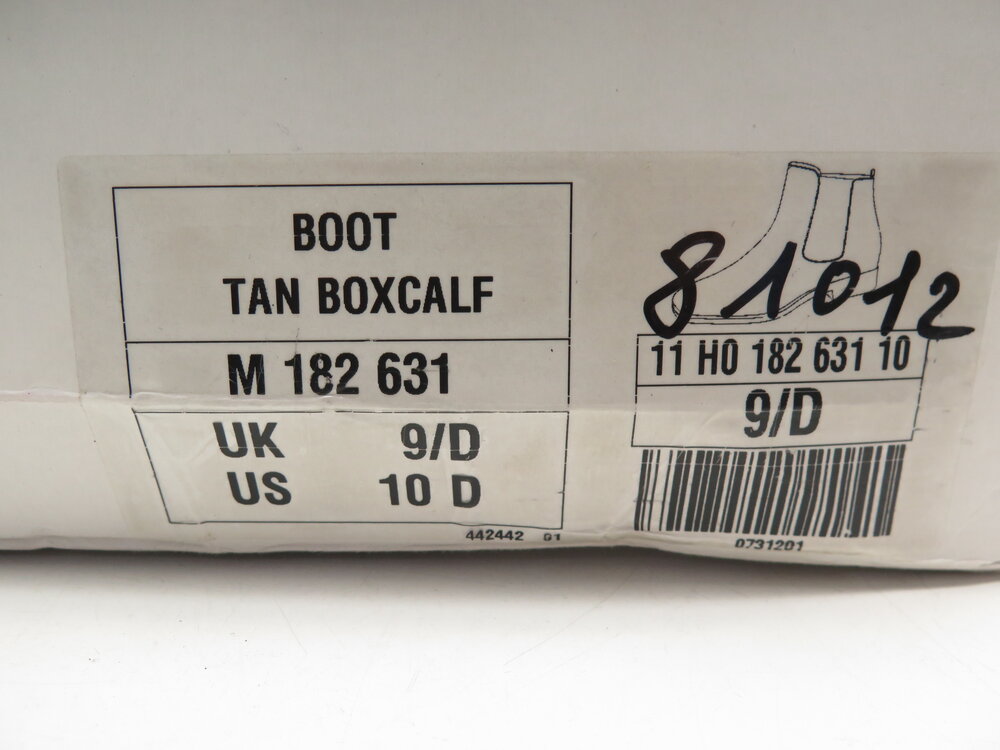 BOOT
TAN BOXCALF
M 182 631
UK 9/D
US 10 D
442442 01
81012
11 H0 182 631 10
9/D
0731201